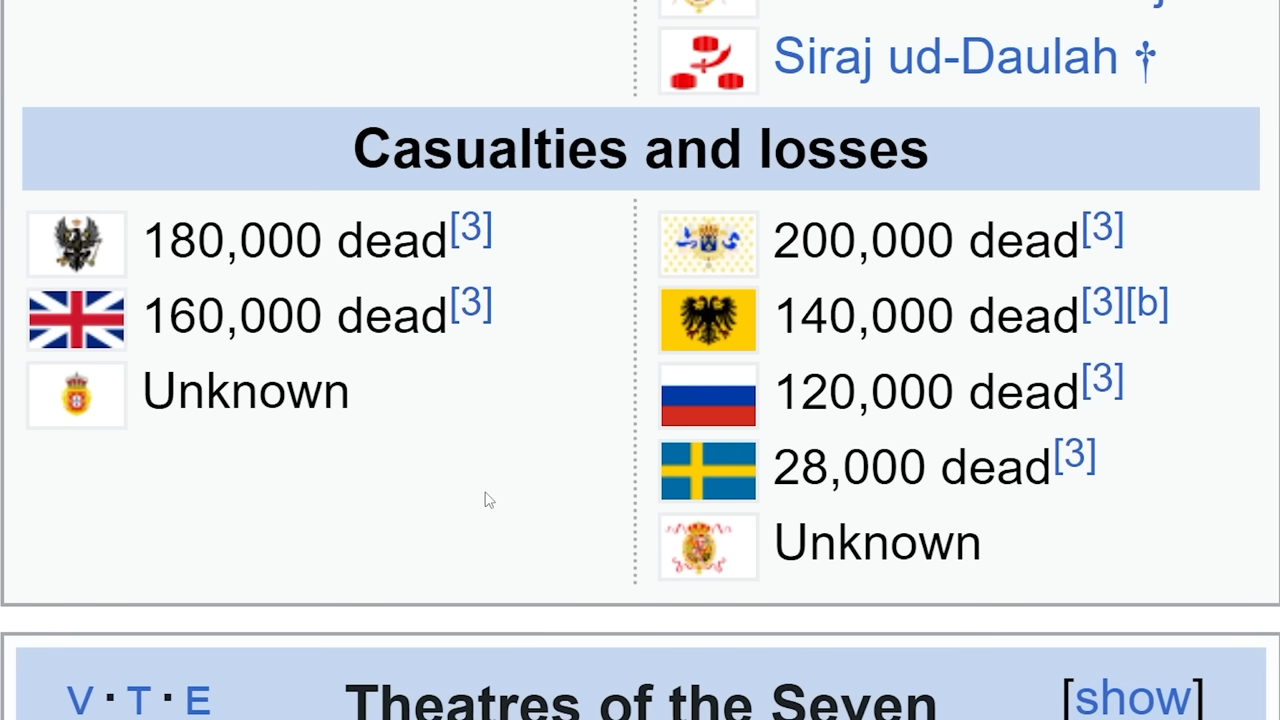 Siraj ud-Daulah †
Casualties and losses
180,000 dead[3]
160,000 dead[3]
Unknown
200,000 dead[3]
140,000 dead[3][b]
120,000 dead[3]
28,000 dead[3]
Unknown
V · T · E
Theatres of the Seven
[show]